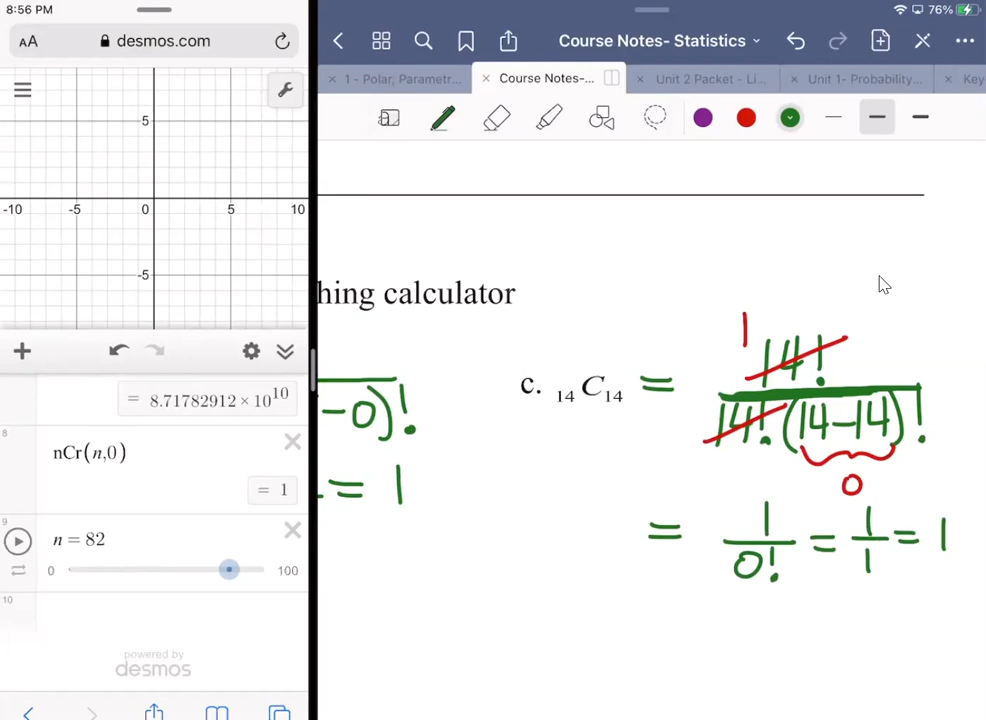 8:56 PM
76%
AA desmos.com
Course Notes- Statistics
× 1 - Polar, Parametr...
× Course Notes-...
× Unit 2 Packet - Li...
× Unit 1- Probability...
× Key
5
-10 -5 0 5 10
-5
= 8.71782912 × 10^10
8
nCr(n,0)
= 1
9
n = 82
0 100
10
powered by
desmos
hing calculator
-0)!
= 1
c. ₁₄C₁₄ = 14!/(14!(14-14)!)
1
0
= 1/0! = 1/1 = 1